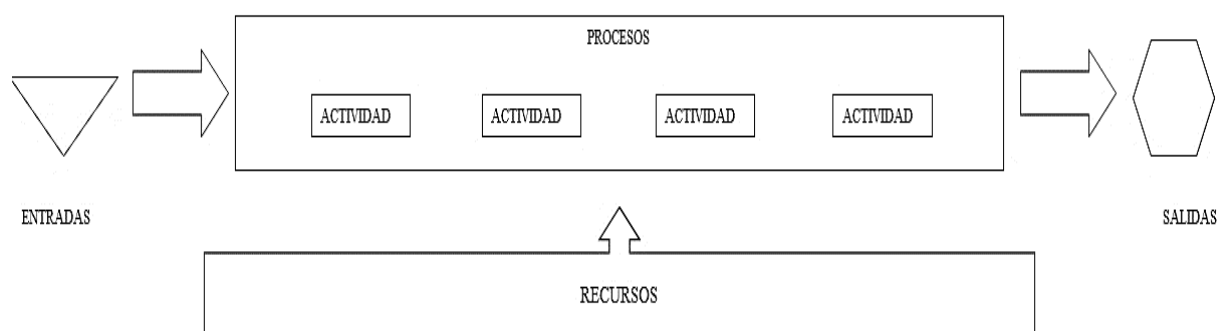 PROCESOS
ACTIVIDAD
ACTIVIDAD
ACTIVIDAD
ACTIVIDAD
ENTRADAS
SALIDAS
RECURSOS